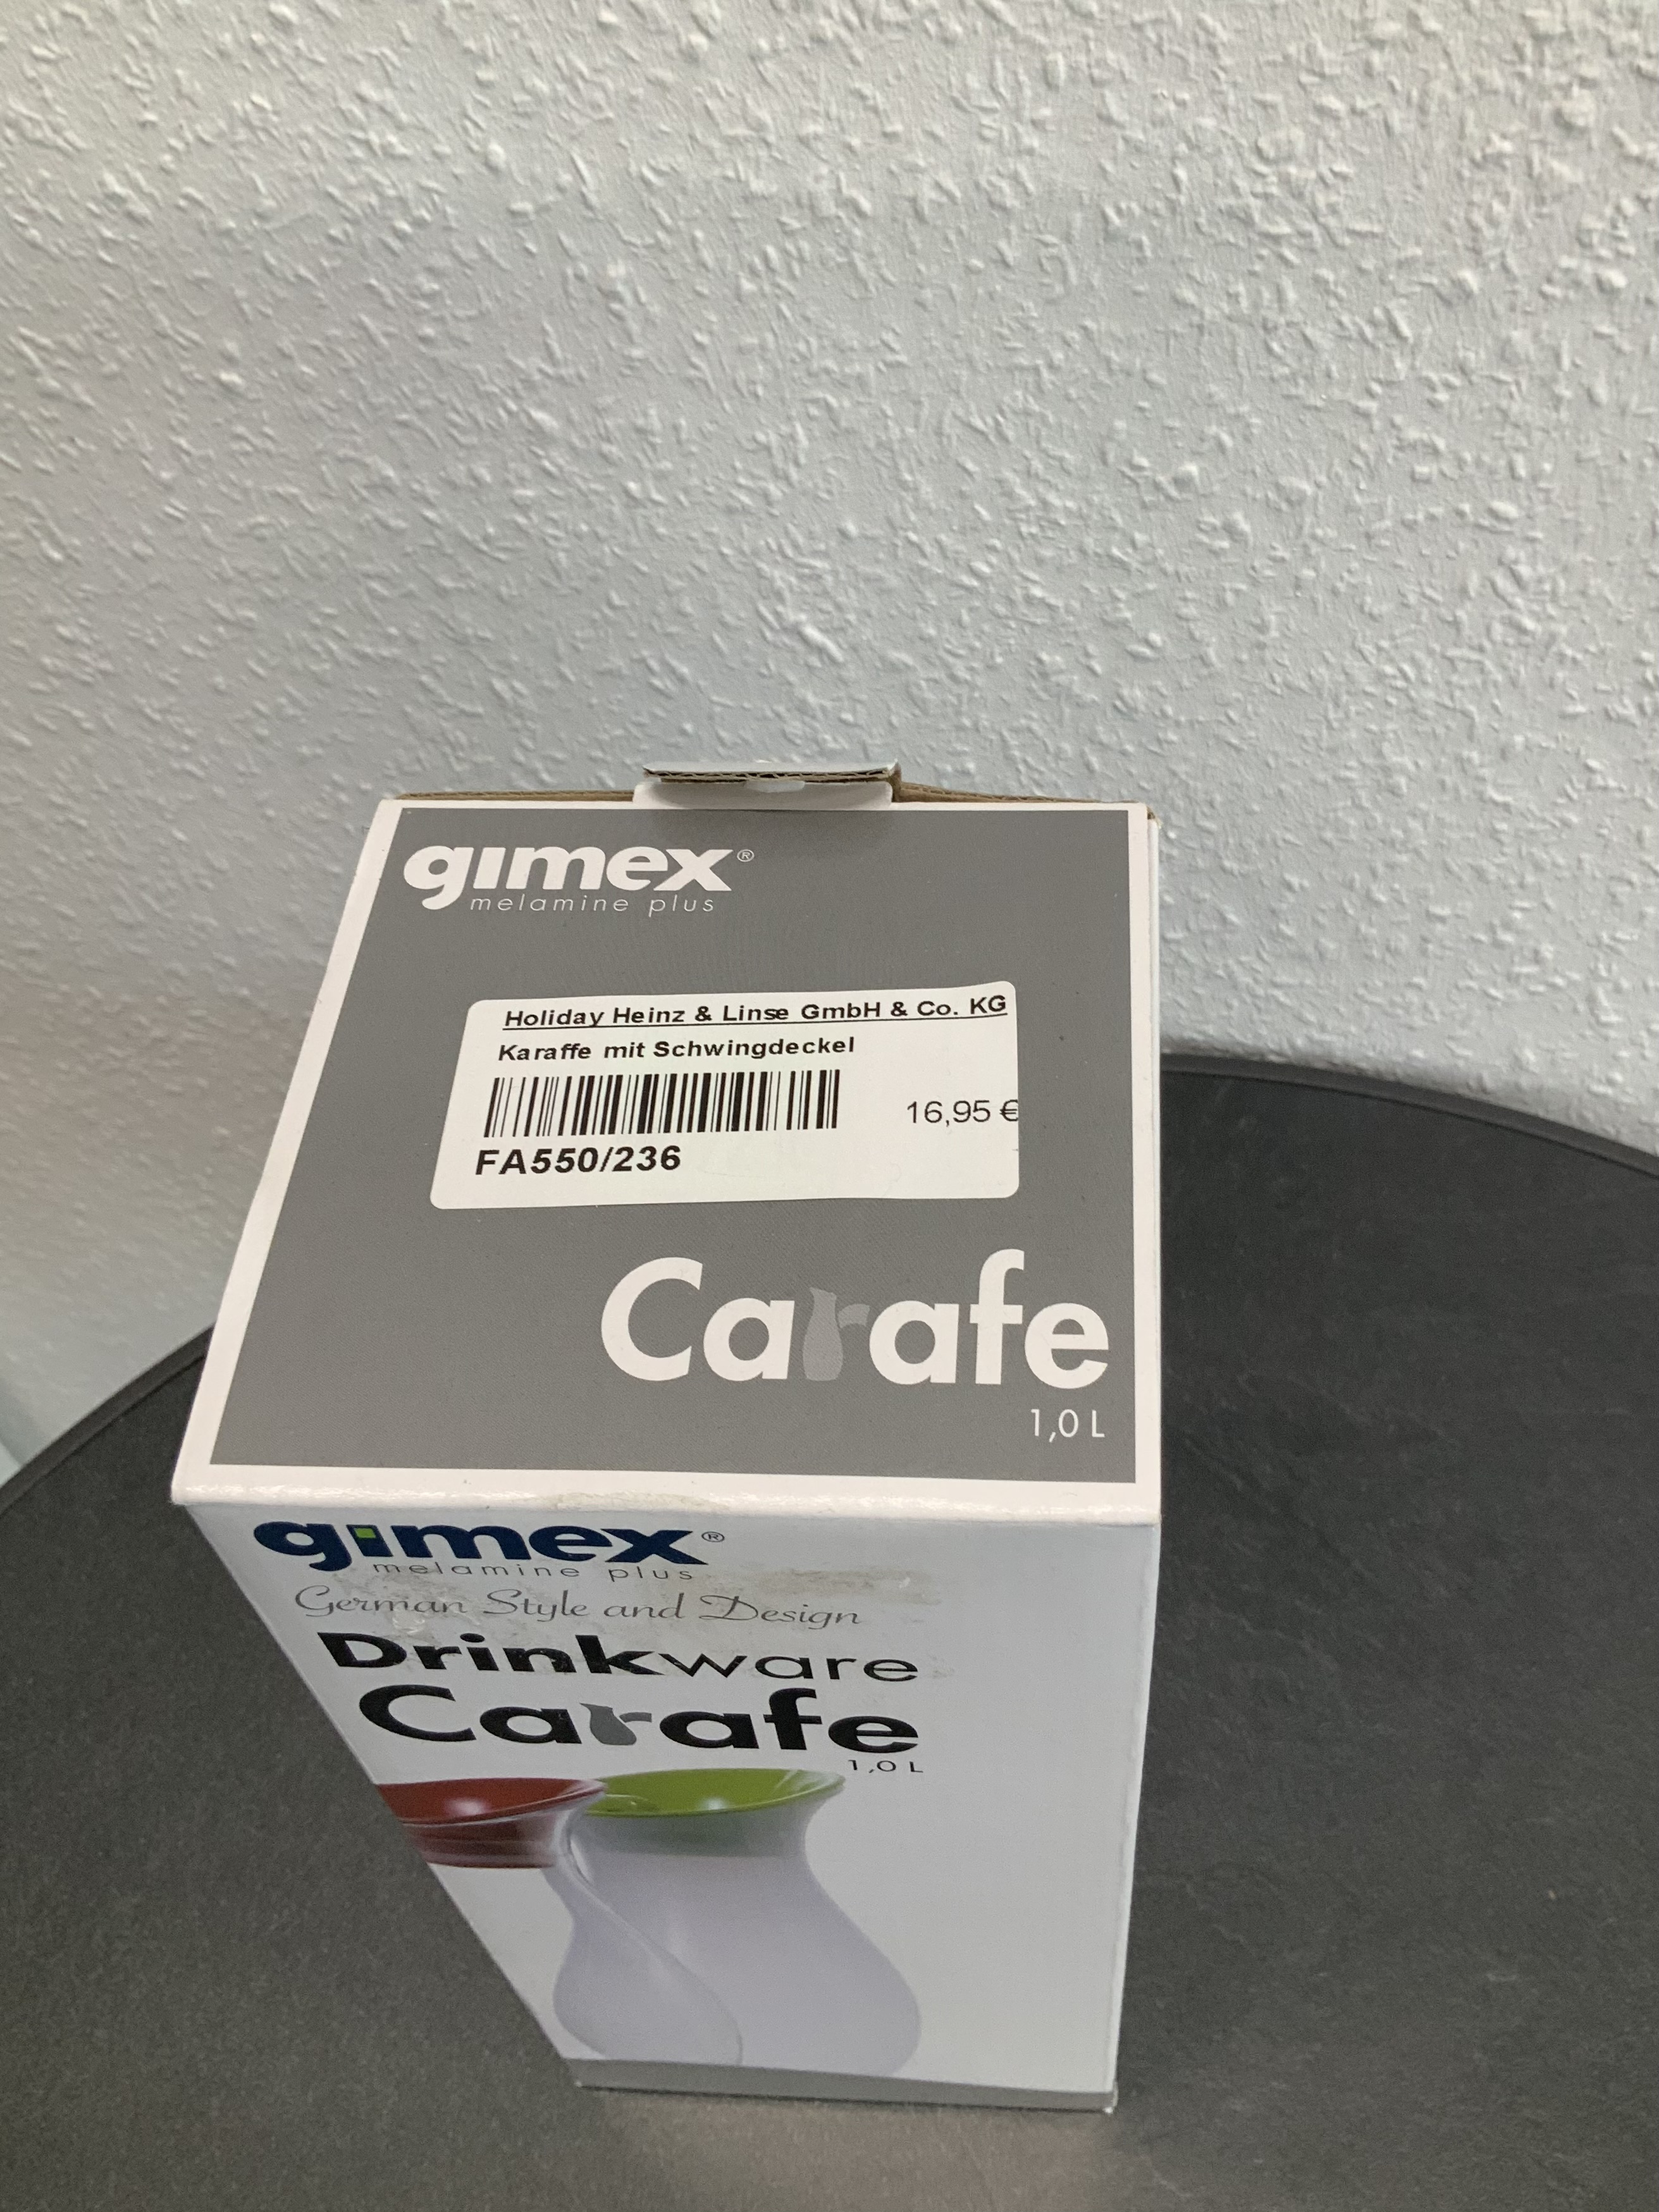 gimex®
melamine plus
Holiday Heinz & Linse GmbH & Co. KG
Karaffe mit Schwingdeckel
16,95 €
FA550/236
Carafe
1,0 L
gimex®
melamine plus
German Style and Design
Drinkware
Carafe
1,0 L